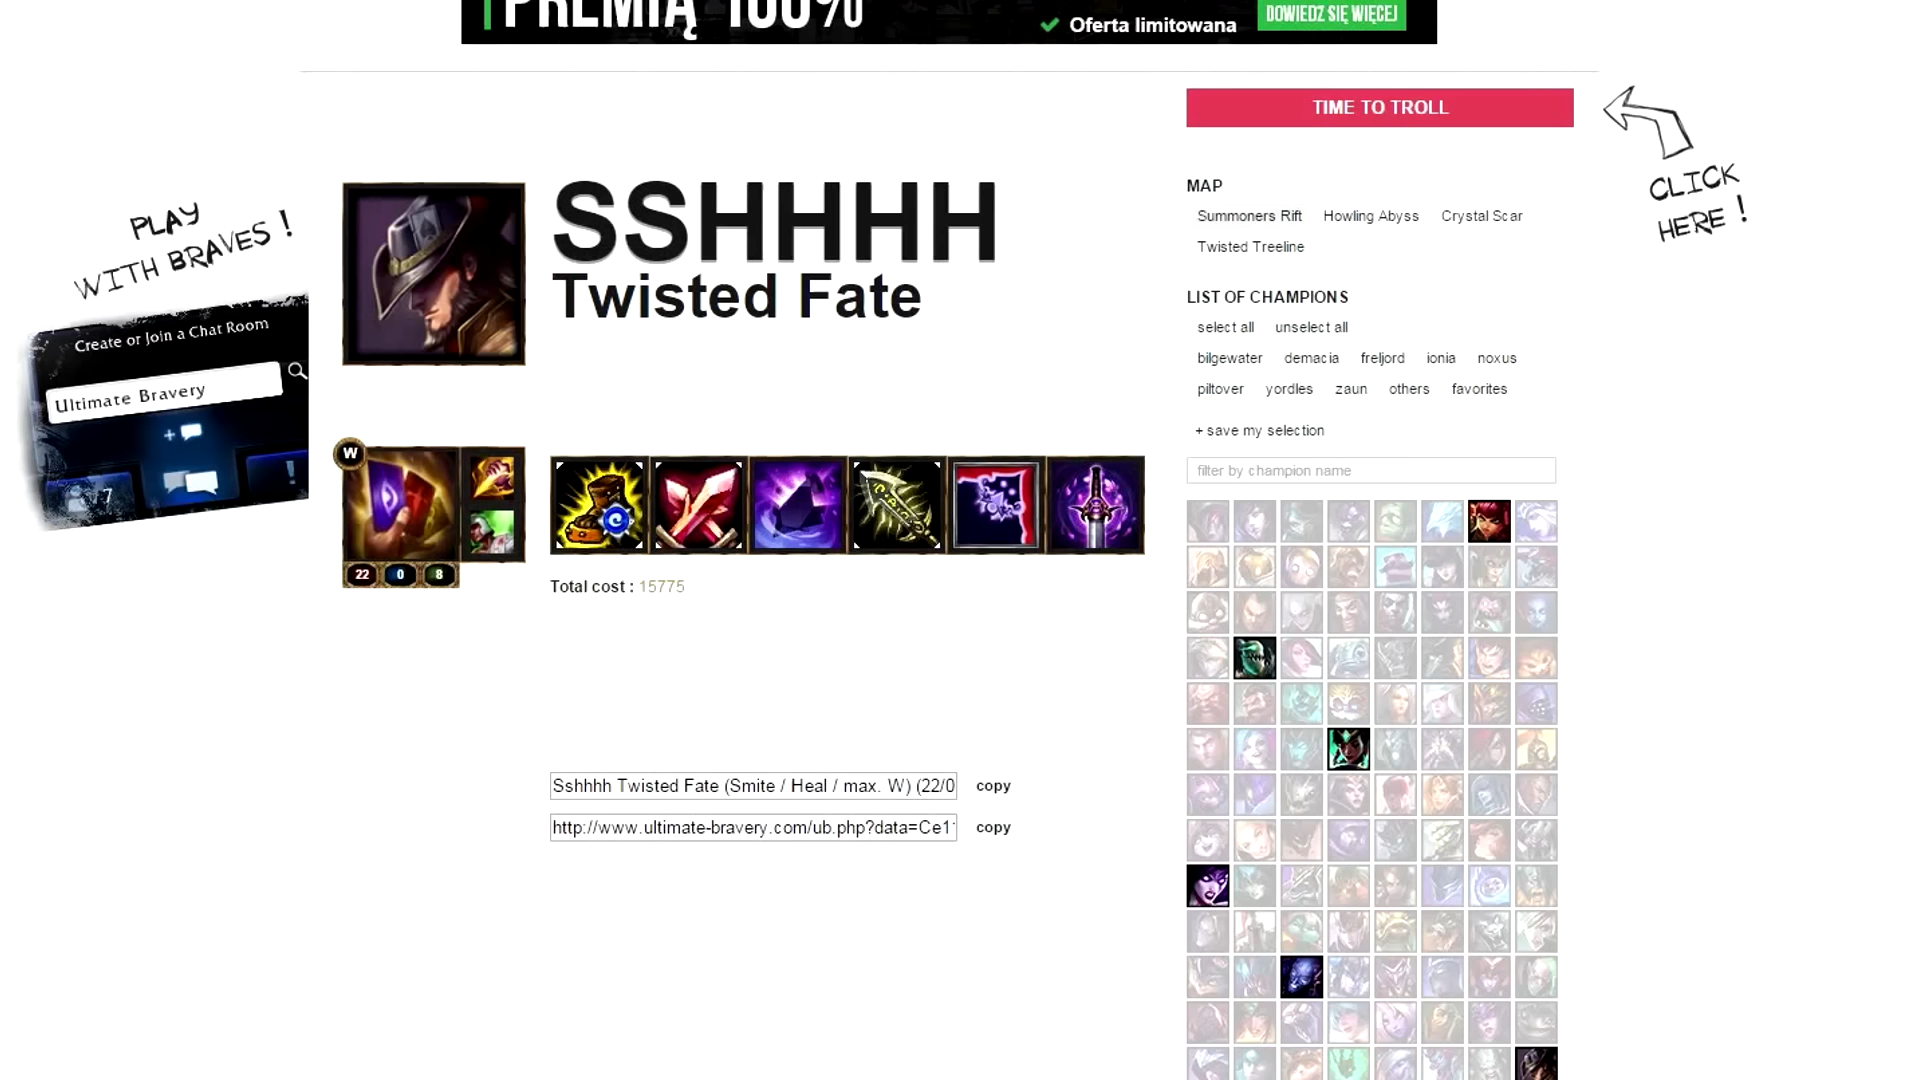 PREMIĄ 100%
Oferta limitowana
DOWIEDZ SIĘ WIĘCEJ
TIME TO TROLL
CLICK
HERE !
PLAY
WITH BRAVES !
Create or Join a Chat Room
Ultimate Bravery
SSHHHH
Twisted Fate
W
22 0 8
Total cost : 15775
Sshhhh Twisted Fate (Smite / Heal / max. W) (22/0
copy
http://www.ultimate-bravery.com/ub.php?data=Ce1
copy
MAP
Summoners Rift Howling Abyss Crystal Scar
Twisted Treeline
LIST OF CHAMPIONS
select all unselect all
bilgewater demacia freljord ionia noxus
piltover yordles zaun others favorites
+ save my selection
filter by champion name